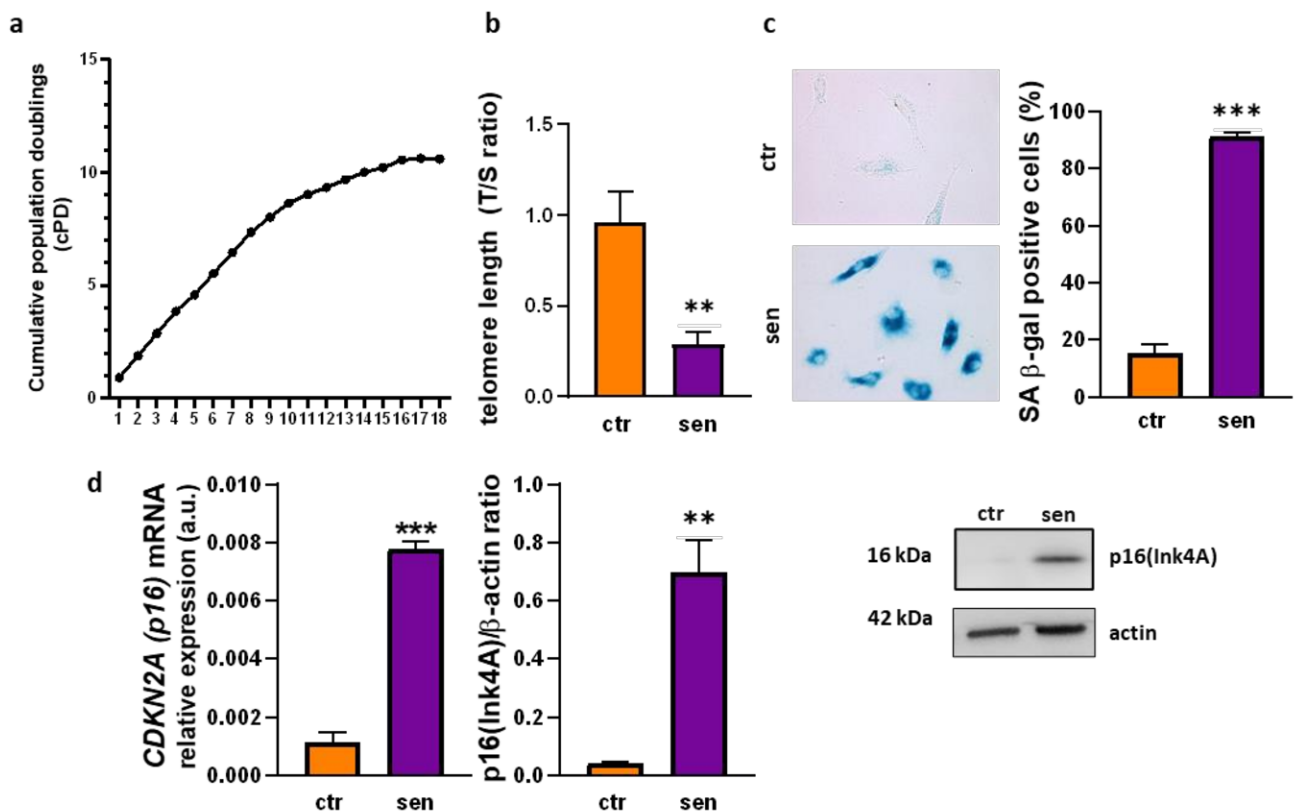 a
Cumulative population doublings
(cPD)
15
10
5
0
1 2 3 4 5 6 7 8 9 10 11 12 13 14 15 16 17 18
b
telomere length (T/S ratio)
1.5
1.0
0.5
0.0
**
ctr sen
c
ctr
sen
SA β-gal positive cells (%)
100
80
60
40
20
0
***
ctr sen
d
CDKN2A (p16) mRNA
relative expression (a.u.)
0.010
0.008
0.006
0.004
0.002
0.000
***
ctr sen
p16(Ink4A)/β-actin ratio
1.0
0.8
0.6
0.4
0.2
0.0
**
ctr sen
ctr sen
16 kDa p16(Ink4A)
42 kDa actin